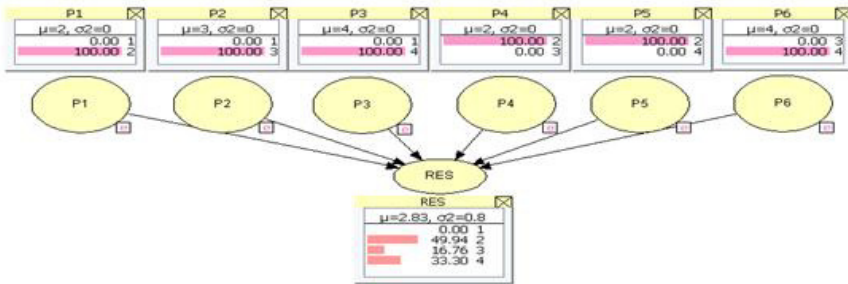 P1
μ=2, σ2=0
0.00 1
100.00 2
P2
μ=3, σ2=0
0.00 1
100.00 3
P3
μ=4, σ2=0
0.00 1
100.00 4
P4
μ=2, σ2=0
100.00 2
0.00 3
P5
μ=2, σ2=0
100.00 2
0.00 4
P6
μ=4, σ2=0
0.00 3
100.00 4
P1
P2
P3
P4
P5
P6
RES
RES
μ=2.83, σ2=0.8
0.00 1
49.94 2
16.76 3
33.30 4